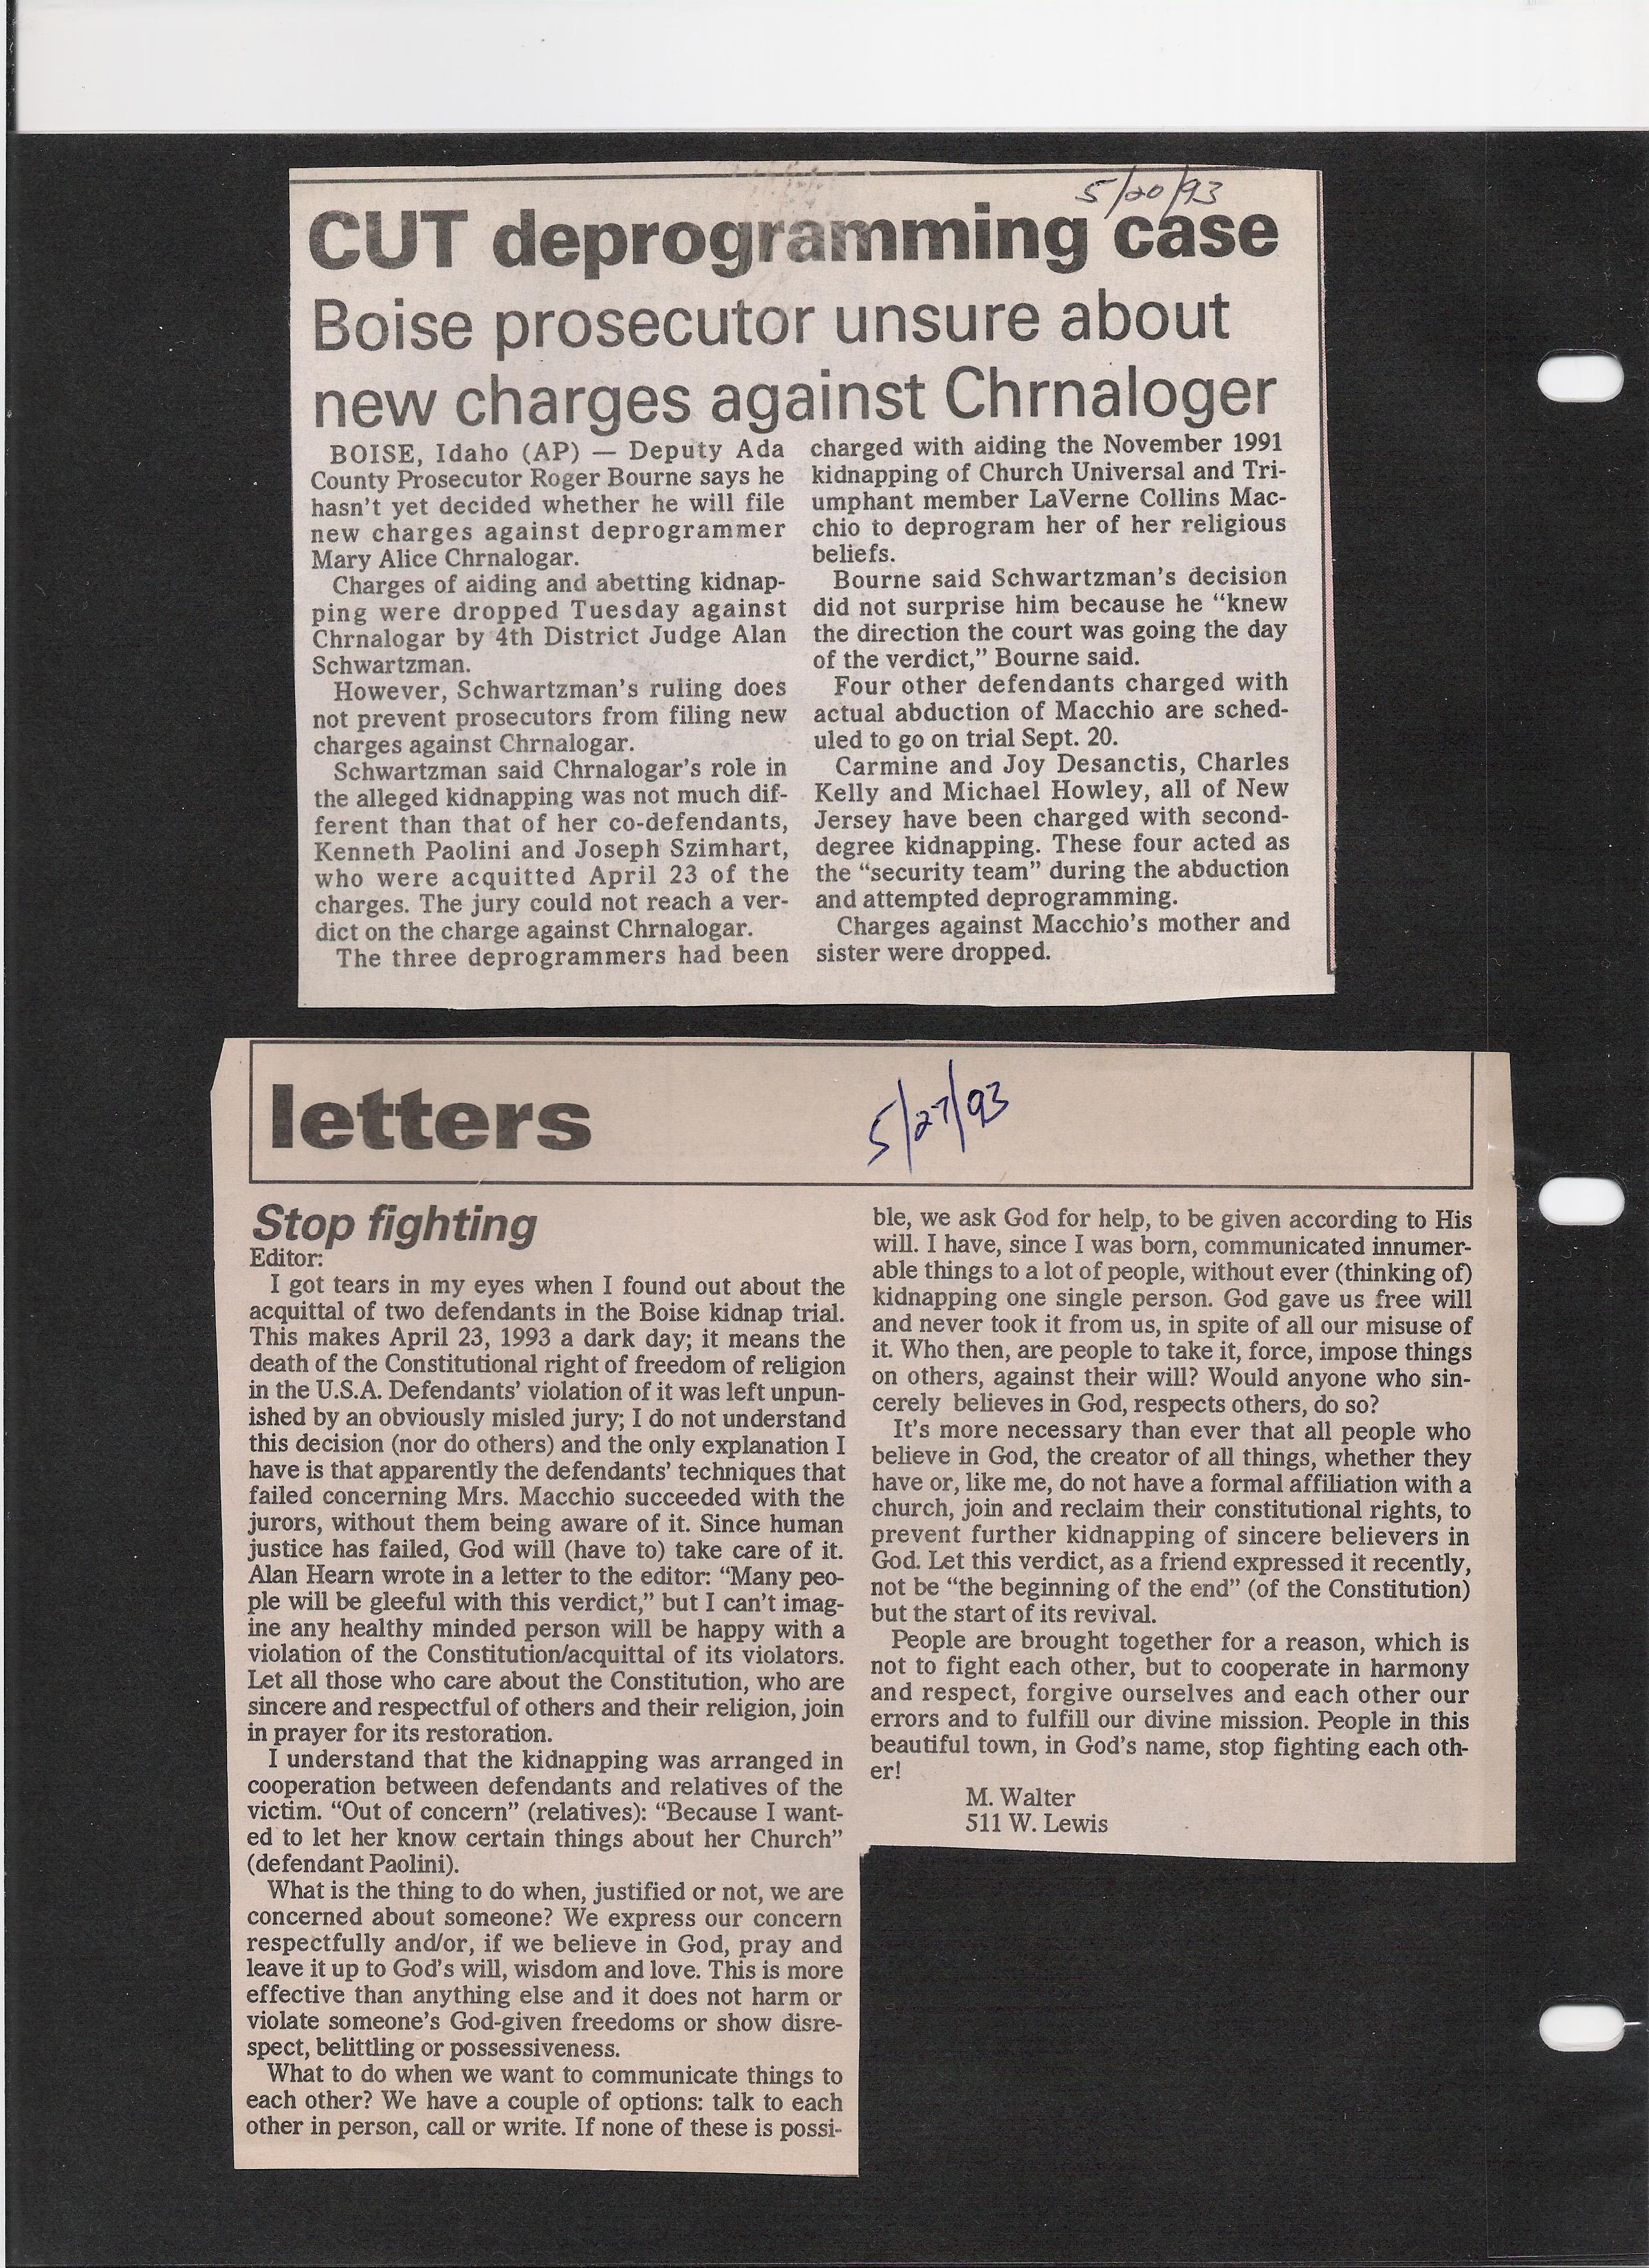 5/20/93
CUT deprogramming case
Boise prosecutor unsure about
new charges against Chrnaloger
BOISE, Idaho (AP) — Deputy Ada
County Prosecutor Roger Bourne says he
hasn't yet decided whether he will file
new charges against deprogrammer
Mary Alice Chrnalogar.
Charges of aiding and abetting kidnap-
ping were dropped Tuesday against
Chrnalogar by 4th District Judge Alan
Schwartzman.
However, Schwartzman's ruling does
not prevent prosecutors from filing new
charges against Chrnalogar.
Schwartzman said Chrnalogar's role in
the alleged kidnapping was not much dif-
ferent than that of her co-defendants,
Kenneth Paolini and Joseph Szimhart,
who were acquitted April 23 of the
charges. The jury could not reach a ver-
dict on the charge against Chrnalogar.
The three deprogrammers had been
charged with aiding the November 1991
kidnapping of Church Universal and Tri-
umphant member LaVerne Collins Mac-
chio to deprogram her of her religious
beliefs.
Bourne said Schwartzman's decision
did not surprise him because he “knew
the direction the court was going the day
of the verdict,” Bourne said.
Four other defendants charged with
actual abduction of Macchio are sched-
uled to go on trial Sept. 20.
Carmine and Joy Desanctis, Charles
Kelly and Michael Howley, all of New
Jersey have been charged with second-
degree kidnapping. These four acted as
the “security team” during the abduction
and attempted deprogramming.
Charges against Macchio's mother and
sister were dropped.
letters
5/27/93
Stop fighting
Editor:
I got tears in my eyes when I found out about the
acquittal of two defendants in the Boise kidnap trial.
This makes April 23, 1993 a dark day; it means the
death of the Constitutional right of freedom of religion
in the U.S.A. Defendants' violation of it was left unpun-
ished by an obviously misled jury; I do not understand
this decision (nor do others) and the only explanation I
have is that apparently the defendants' techniques that
failed concerning Mrs. Macchio succeeded with the
jurors, without them being aware of it. Since human
justice has failed, God will (have to) take care of it.
Alan Hearn wrote in a letter to the editor: “Many peo-
ple will be gleeful with this verdict,” but I can't imag-
ine any healthy minded person will be happy with a
violation of the Constitution/acquittal of its violators.
Let all those who care about the Constitution, who are
sincere and respectful of others and their religion, join
in prayer for its restoration.
I understand that the kidnapping was arranged in
cooperation between defendants and relatives of the
victim. “Out of concern” (relatives): “Because I want-
ed to let her know certain things about her Church”
(defendant Paolini).
What is the thing to do when, justified or not, we are
concerned about someone? We express our concern
respectfully and/or, if we believe in God, pray and
leave it up to God's will, wisdom and love. This is more
effective than anything else and it does not harm or
violate someone's God-given freedoms or show disre-
spect, belittling or possessiveness.
What to do when we want to communicate things to
each other? We have a couple of options: talk to each
other in person, call or write. If none of these is possi-
ble, we ask God for help, to be given according to His
will. I have, since I was born, communicated innumer-
able things to a lot of people, without ever (thinking of)
kidnapping one single person. God gave us free will
and never took it from us, in spite of all our misuse of
it. Who then, are people to take it, force, impose things
on others, against their will? Would anyone who sin-
cerely believes in God, respects others, do so?
It's more necessary than ever that all people who
believe in God, the creator of all things, whether they
have or, like me, do not have a formal affiliation with a
church, join and reclaim their constitutional rights, to
prevent further kidnapping of sincere believers in
God. Let this verdict, as a friend expressed it recently,
not be “the beginning of the end” (of the Constitution)
but the start of its revival.
People are brought together for a reason, which is
not to fight each other, but to cooperate in harmony
and respect, forgive ourselves and each other our
errors and to fulfill our divine mission. People in this
beautiful town, in God's name, stop fighting each oth-
er!
M. Walter
511 W. Lewis